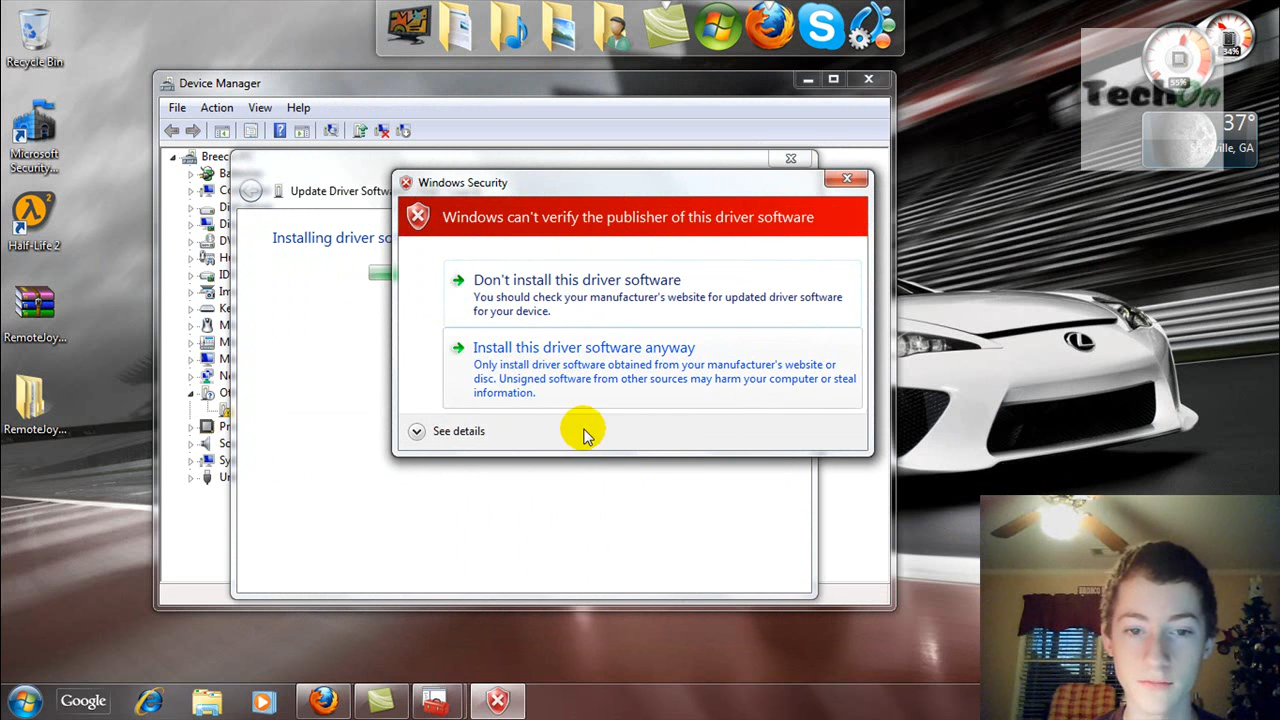 Recycle Bin
Microsoft
Security...
Half-Life 2
RemoteJoy...
RemoteJoy...
TechOn
55%
34%
37°
Device Manager
File Action View Help
Breec
Update Driver Softwa
Installing driver so
Windows Security
Windows can't verify the publisher of this driver software
Don't install this driver software
You should check your manufacturer's website for updated driver software
for your device.
Install this driver software anyway
Only install driver software obtained from your manufacturer's website or
disc. Unsigned software from other sources may harm your computer or steal
information.
See details
Google